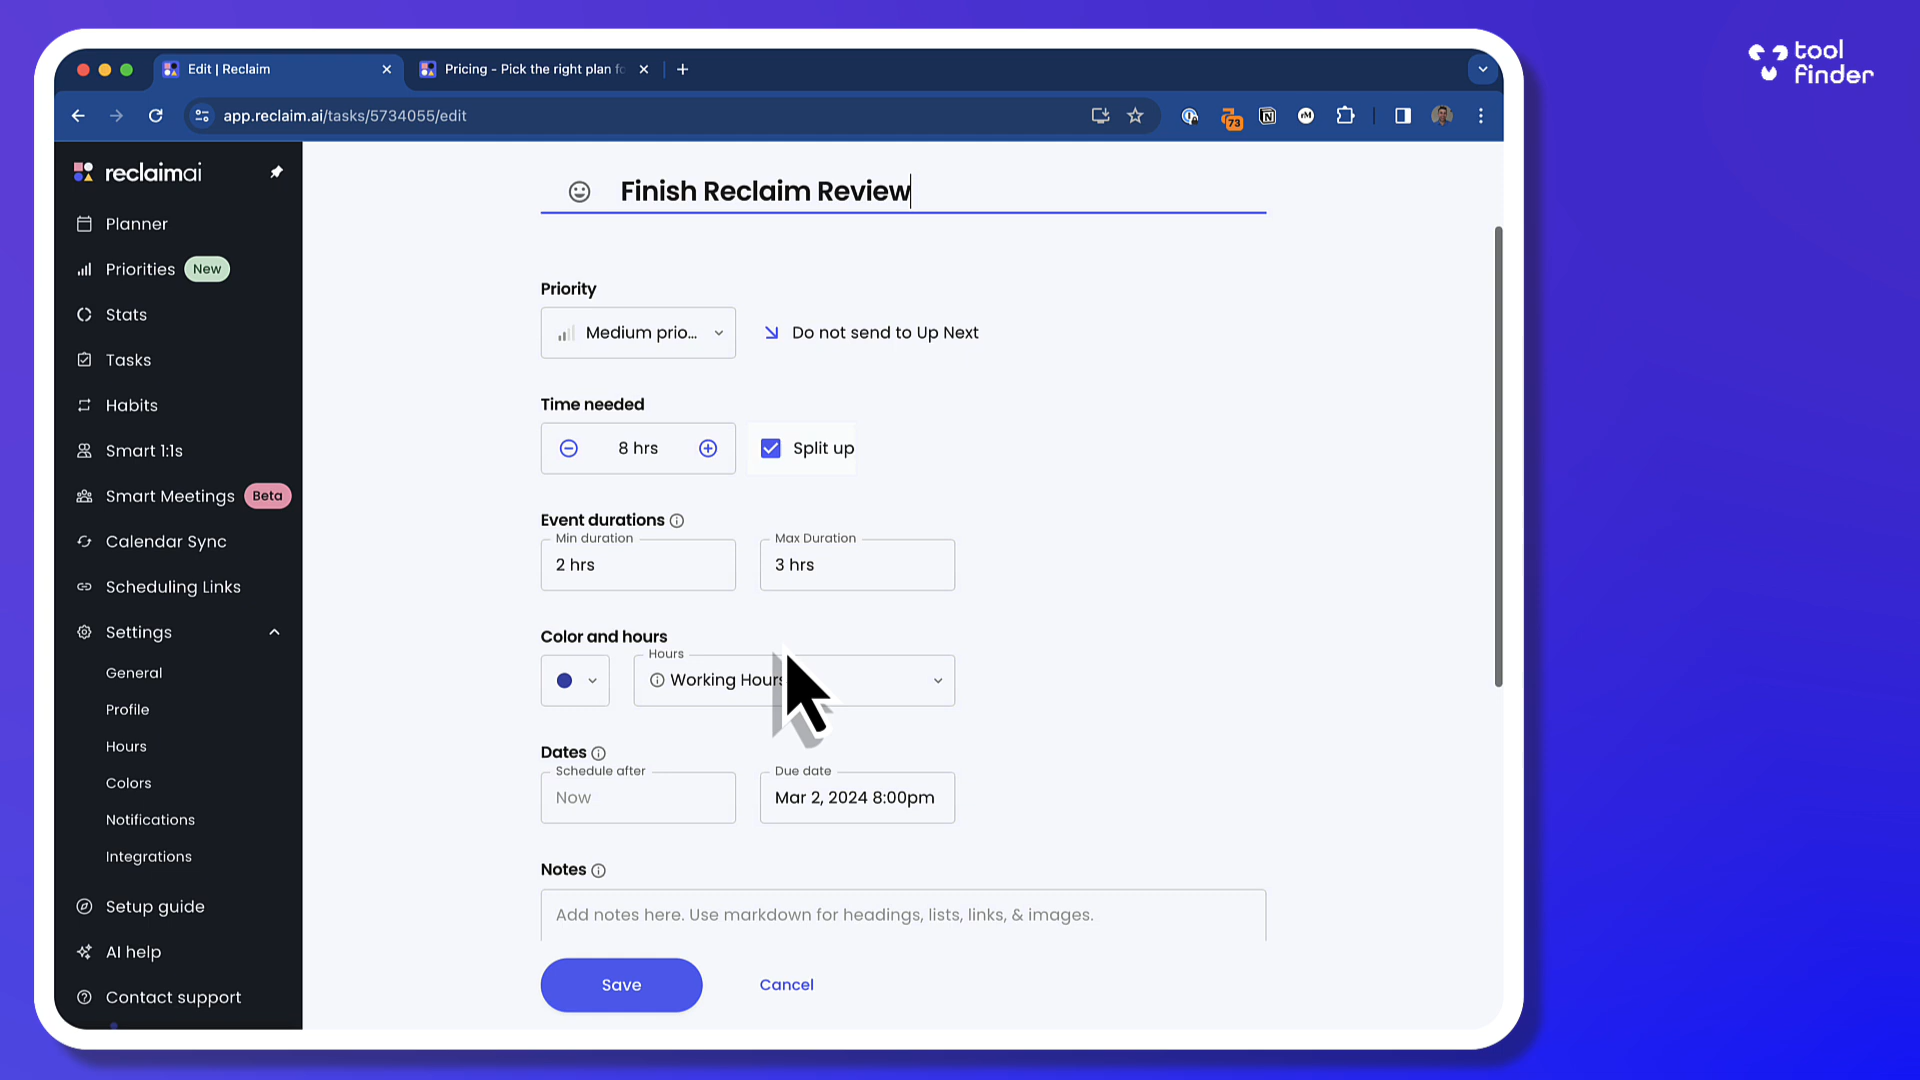 tool
finder
Edit | Reclaim
Pricing - Pick the right plan fo
app.reclaim.ai/tasks/5734055/edit
73
reclaimai
Planner
Priorities New
Stats
Tasks
Habits
Smart 1:1s
Smart Meetings Beta
Calendar Sync
Scheduling Links
Settings
General
Profile
Hours
Colors
Notifications
Integrations
Setup guide
AI help
Contact support
Finish Reclaim Review
Priority
Medium prio...
Do not send to Up Next
Time needed
8 hrs
Split up
Event durations
Min duration
2 hrs
Max Duration
3 hrs
Color and hours
Hours
Working Hours
Dates
Schedule after
Now
Due date
Mar 2, 2024 8:00pm
Notes
Add notes here. Use markdown for headings, lists, links, & images.
Save
Cancel